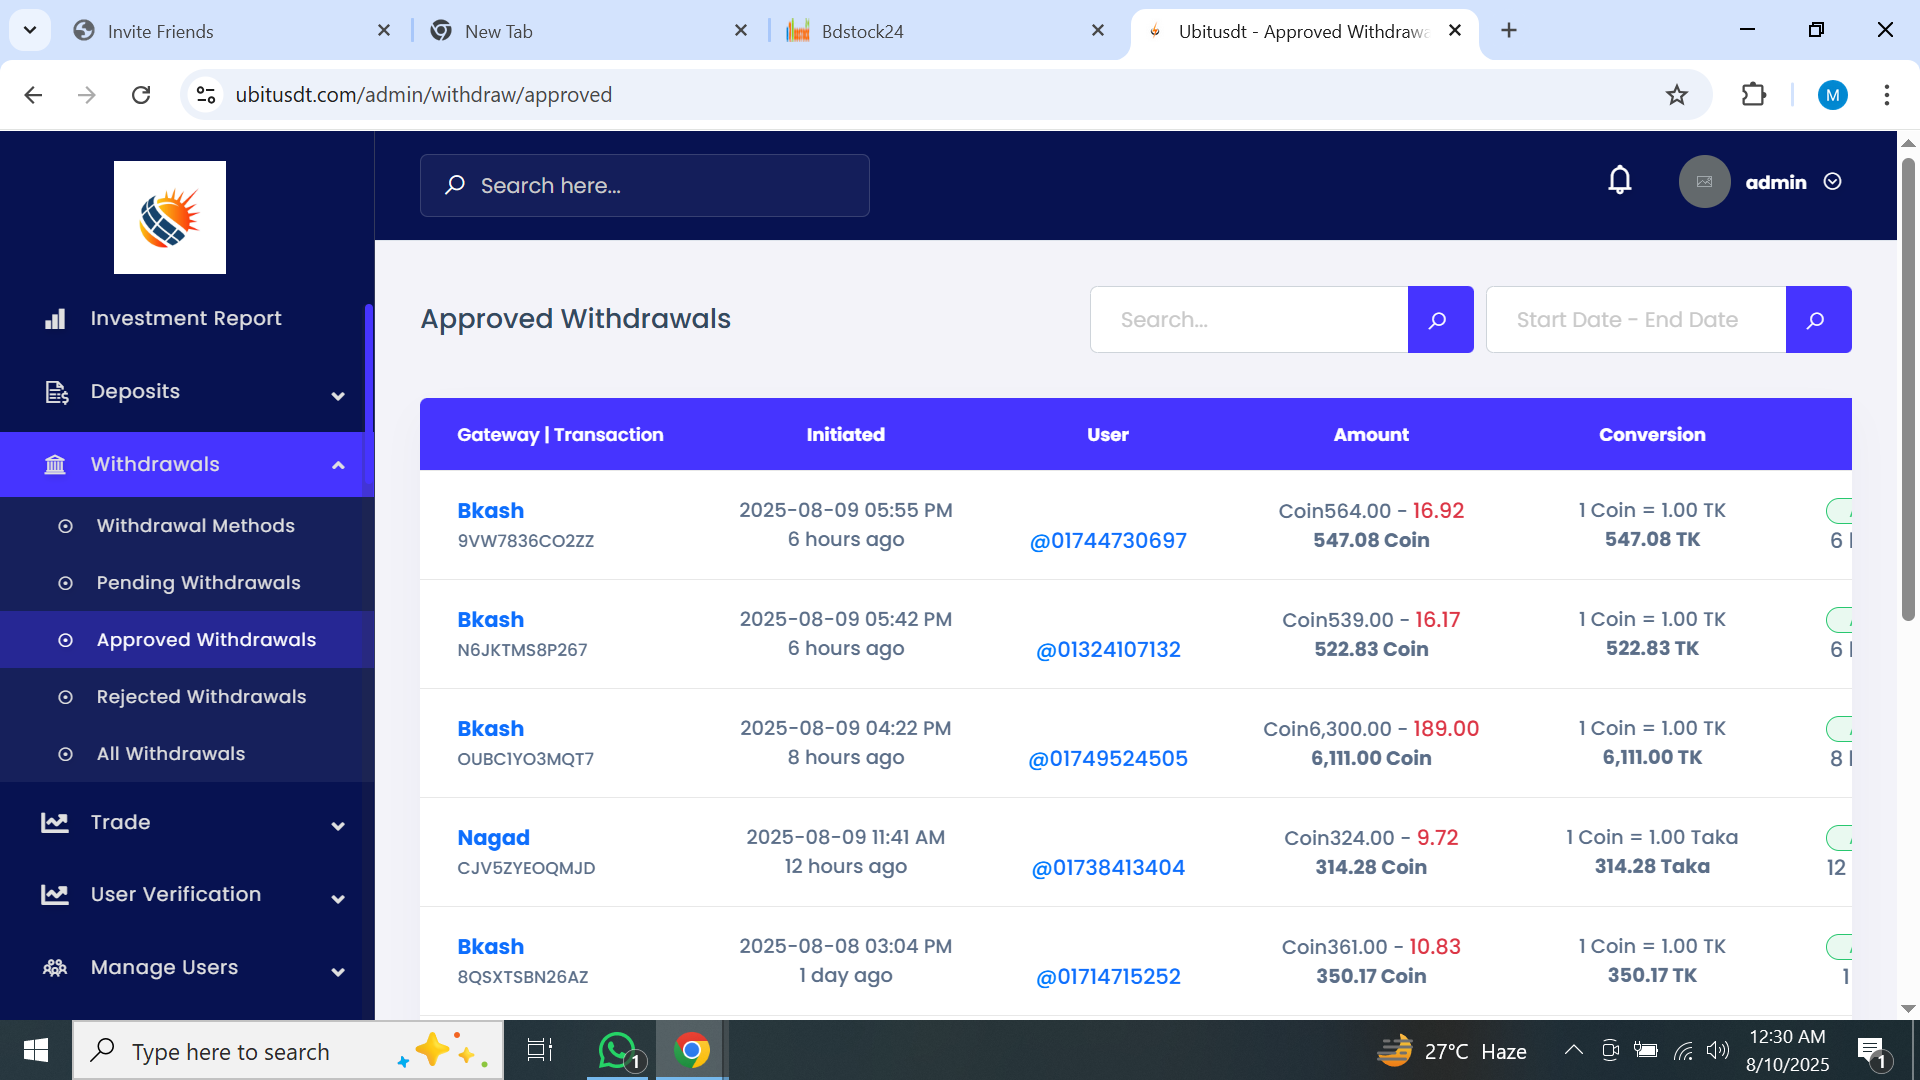 Invite Friends
New Tab
Bdstock24
Ubitusdt - Approved Withdrawa
ubitusdt.com/admin/withdraw/approved
M
Search here...
admin
Investment Report
Deposits
Withdrawals
Withdrawal Methods
Pending Withdrawals
Approved Withdrawals
Rejected Withdrawals
All Withdrawals
Trade
User Verification
Manage Users
Approved Withdrawals
Search...
Start Date - End Date
Gateway | Transaction Initiated User Amount Conversion
Bkash 2025-08-09 05:55 PM Coin564.00 - 16.92 1 Coin = 1.00 TK
9VW7836CO2ZZ 6 hours ago @01744730697 547.08 Coin 547.08 TK 6
Bkash 2025-08-09 05:42 PM Coin539.00 - 16.17 1 Coin = 1.00 TK
N6JKTMS8P267 6 hours ago @01324107132 522.83 Coin 522.83 TK 6
Bkash 2025-08-09 04:22 PM Coin6,300.00 - 189.00 1 Coin = 1.00 TK
OUBC1YO3MQT7 8 hours ago @01749524505 6,111.00 Coin 6,111.00 TK 8
Nagad 2025-08-09 11:41 AM Coin324.00 - 9.72 1 Coin = 1.00 Taka
CJV5ZYEOQMJD 12 hours ago @01738413404 314.28 Coin 314.28 Taka 12
Bkash 2025-08-08 03:04 PM Coin361.00 - 10.83 1 Coin = 1.00 TK
8QSXTSBN26AZ 1 day ago @01714715252 350.17 Coin 350.17 TK 1
Type here to search
1
27°C Haze
12:30 AM
8/10/2025
1